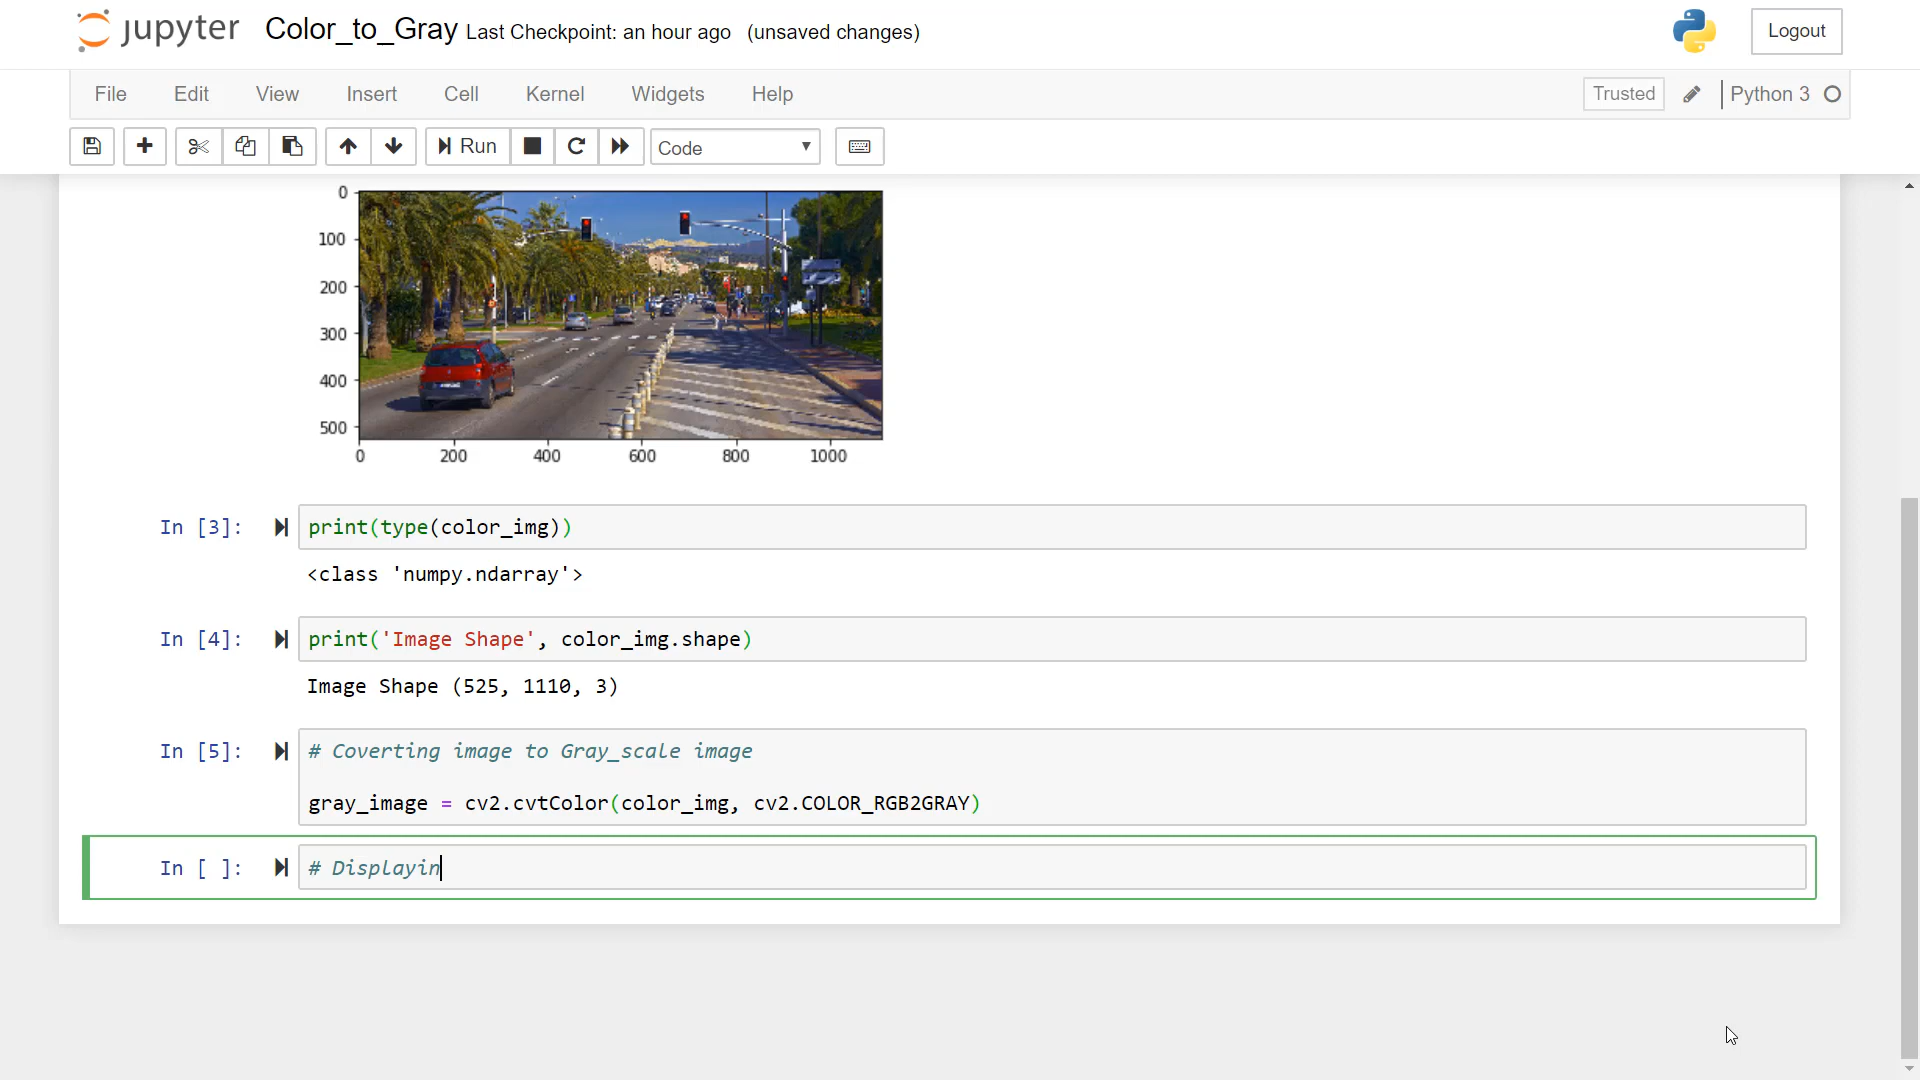 jupyter Color_to_Gray Last Checkpoint: an hour ago (unsaved changes) Logout
File Edit View Insert Cell Kernel Widgets Help Trusted Python 3
Run Code
0
100
200
300
400
500
0 200 400 600 800 1000
In [3]: print(type(color_img))
<class 'numpy.ndarray'>
In [4]: print('Image Shape', color_img.shape)
Image Shape (525, 1110, 3)
In [5]: # Coverting image to Gray_scale image
gray_image = cv2.cvtColor(color_img, cv2.COLOR_RGB2GRAY)
In [ ]: # Displayin